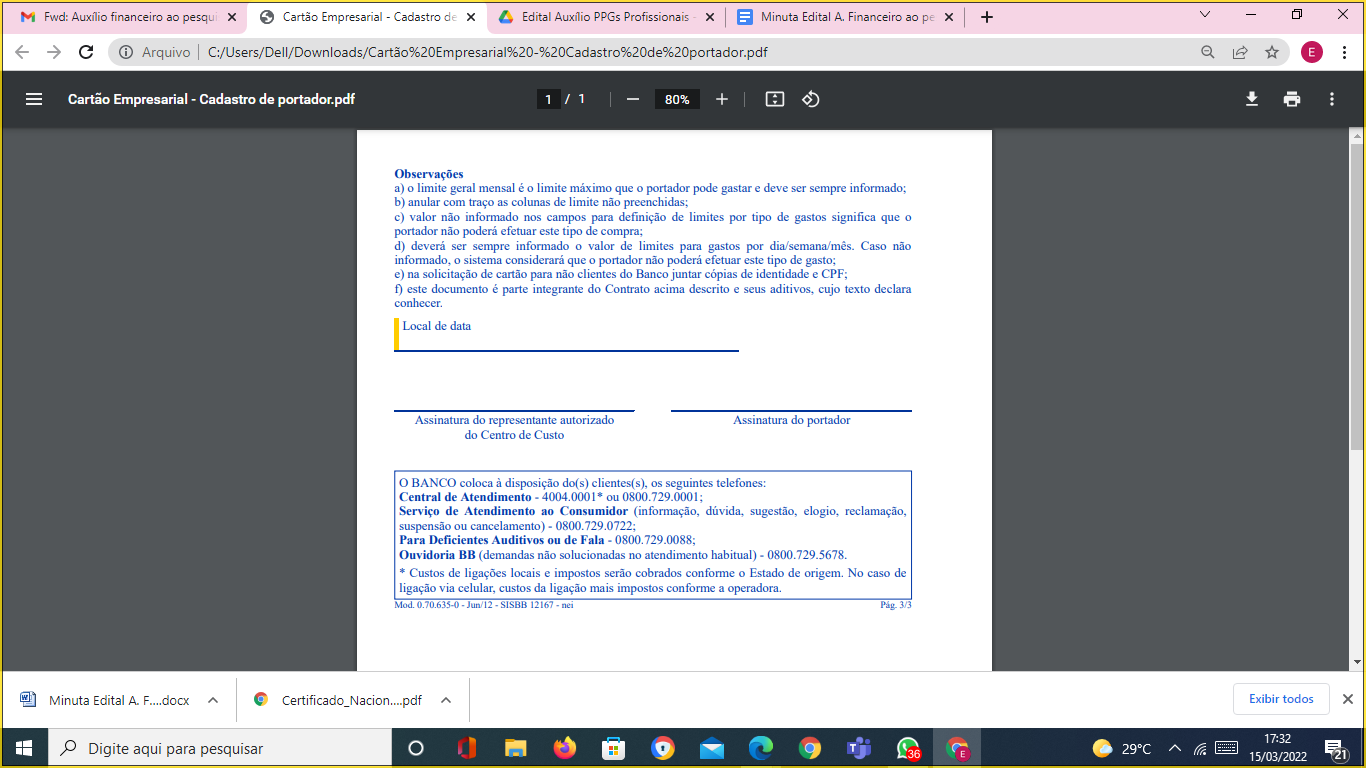 Fwd: Auxílio financeiro ao pesqui
Cartão Empresarial - Cadastro de
Edital Auxílio PPGs Profissionais -
Minuta Edital A. Financeiro ao pe
Arquivo
C:/Users/Dell/Downloads/Cartão%20Empresarial%20-%20Cadastro%20de%20portador.pdf
E
Cartão Empresarial - Cadastro de portador.pdf
1 / 1
80%
Observações
a) o limite geral mensal é o limite máximo que o portador pode gastar e deve ser sempre informado;
b) anular com traço as colunas de limite não preenchidas;
c) valor não informado nos campos para definição de limites por tipo de gastos significa que o
portador não poderá efetuar este tipo de compra;
d) deverá ser sempre informado o valor de limites para gastos por dia/semana/mês. Caso não
informado, o sistema considerará que o portador não poderá efetuar este tipo de gasto;
e) na solicitação de cartão para não clientes do Banco juntar cópias de identidade e CPF;
f) este documento é parte integrante do Contrato acima descrito e seus aditivos, cujo texto declara
conhecer.
Local de data
Assinatura do representante autorizado
do Centro de Custo
Assinatura do portador
O BANCO coloca à disposição do(s) clientes(s), os seguintes telefones:
Central de Atendimento - 4004.0001* ou 0800.729.0001;
Serviço de Atendimento ao Consumidor (informação, dúvida, sugestão, elogio, reclamação,
suspensão ou cancelamento) - 0800.729.0722;
Para Deficientes Auditivos ou de Fala - 0800.729.0088;
Ouvidoria BB (demandas não solucionadas no atendimento habitual) - 0800.729.5678.
* Custos de ligações locais e impostos serão cobrados conforme o Estado de origem. No caso de
ligação via celular, custos da ligação mais impostos conforme a operadora.
Mod. 0.70.635-0 - Jun/12 - SISBB 12167 - nei
Pág. 3/3
Minuta Edital A. F....docx
Certificado_Nacion....pdf
Exibir todos
Digite aqui para pesquisar
36
E
29°C
17:32
15/03/2022
21